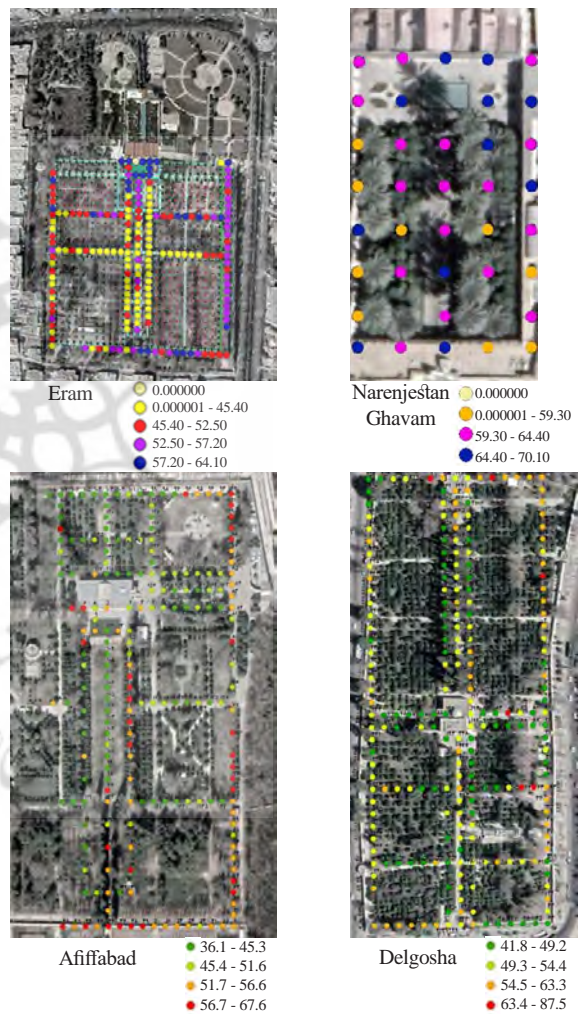 Eram
0.000000
0.000001 - 45.40
45.40 - 52.50
52.50 - 57.20
57.20 - 64.10
Narenjestan
Ghavam
0.000000
0.000001 - 59.30
59.30 - 64.40
64.40 - 70.10
Afiffabad
36.1 - 45.3
45.4 - 51.6
51.7 - 56.6
56.7 - 67.6
Delgosha
41.8 - 49.2
49.3 - 54.4
54.5 - 63.3
63.4 - 87.5